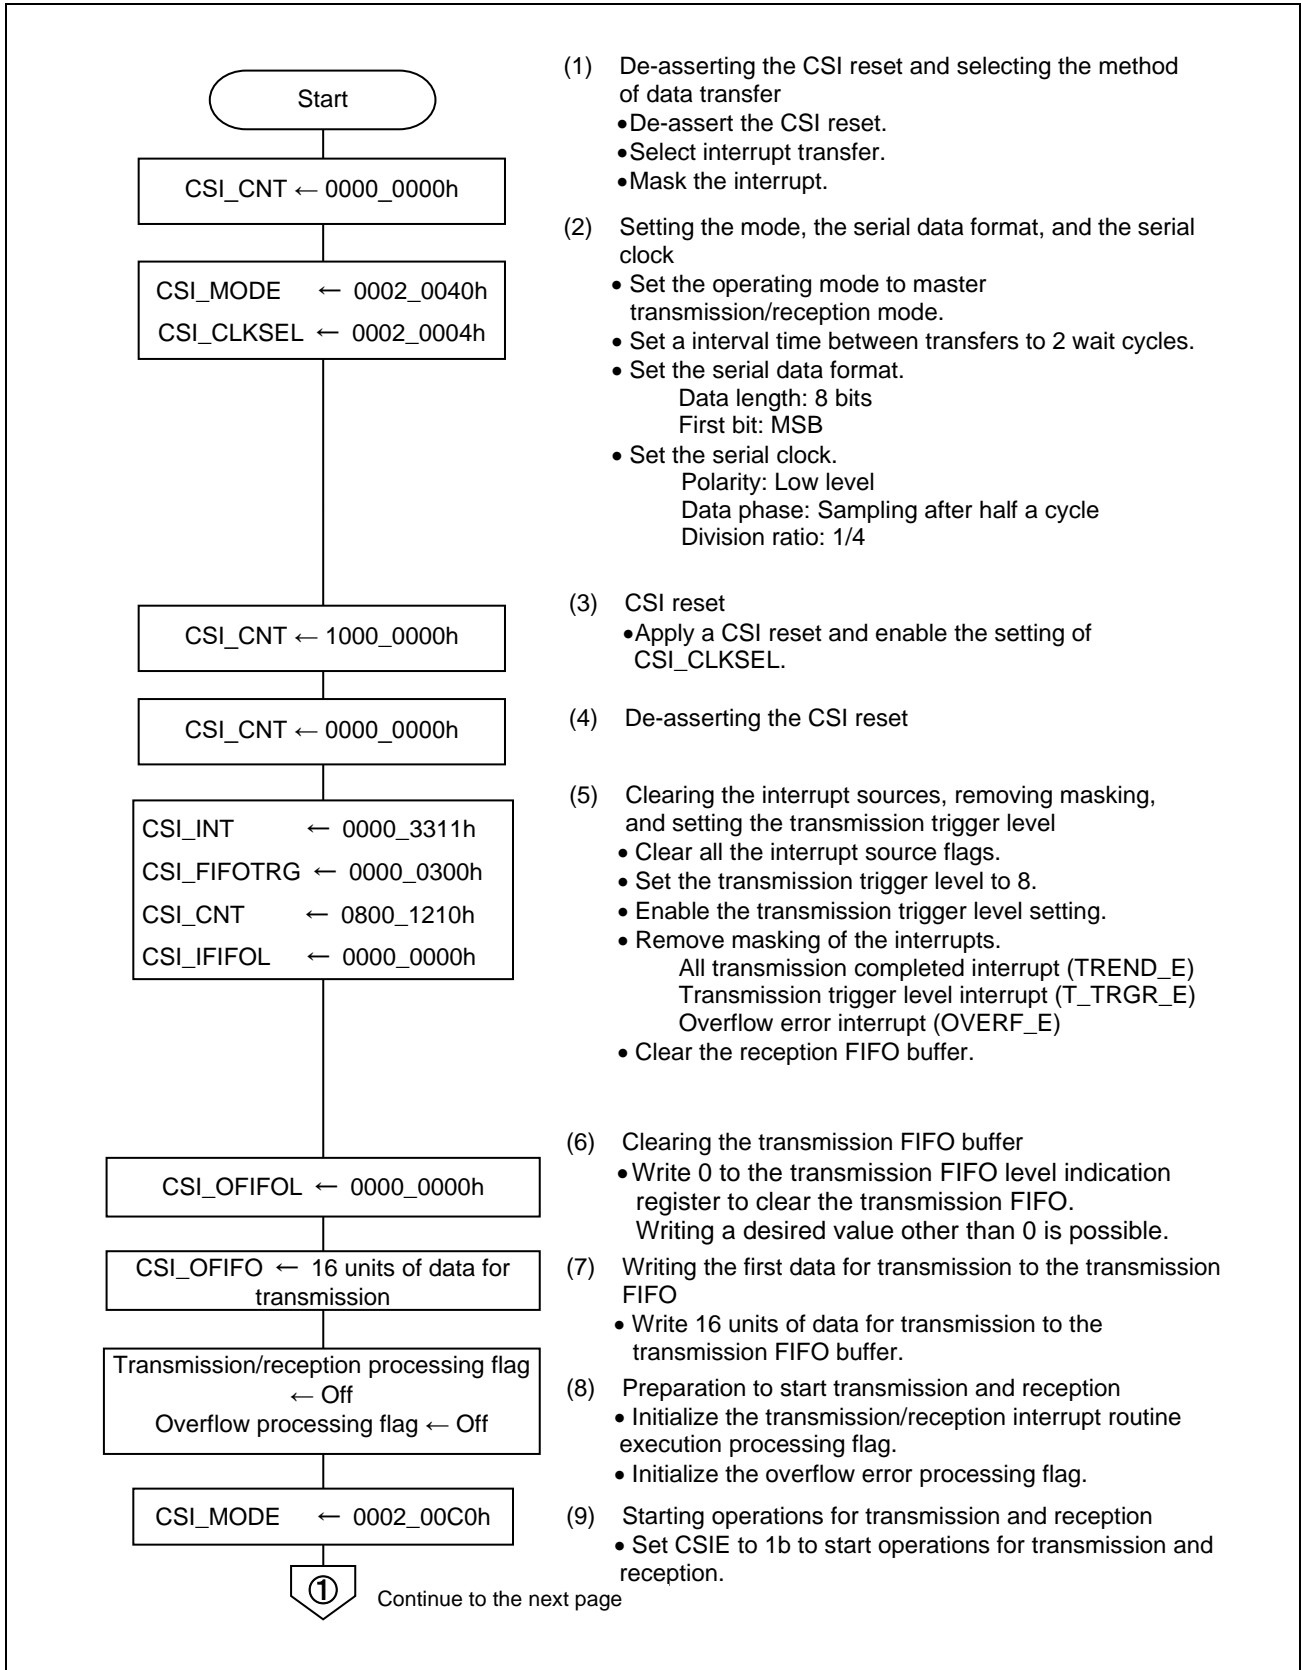 Start
CSI_CNT ← 0000_0000h
CSI_MODE ← 0002_0040h
CSI_CLKSEL ← 0002_0004h
CSI_CNT ← 1000_0000h
CSI_CNT ← 0000_0000h
CSI_INT ← 0000_3311h
CSI_FIFOTRG ← 0000_0300h
CSI_CNT ← 0800_1210h
CSI_IFIFOL ← 0000_0000h
CSI_OFIFOL ← 0000_0000h
CSI_OFIFO ← 16 units of data for
transmission
Transmission/reception processing flag
← Off
Overflow processing flag ← Off
CSI_MODE ← 0002_00C0h
①
Continue to the next page
(1) De-asserting the CSI reset and selecting the method
of data transfer
•De-assert the CSI reset.
•Select interrupt transfer.
•Mask the interrupt.
(2) Setting the mode, the serial data format, and the serial
clock
• Set the operating mode to master
transmission/reception mode.
• Set a interval time between transfers to 2 wait cycles.
• Set the serial data format.
Data length: 8 bits
First bit: MSB
• Set the serial clock.
Polarity: Low level
Data phase: Sampling after half a cycle
Division ratio: 1/4
(3) CSI reset
•Apply a CSI reset and enable the setting of
CSI_CLKSEL.
(4) De-asserting the CSI reset
(5) Clearing the interrupt sources, removing masking,
and setting the transmission trigger level
• Clear all the interrupt source flags.
• Set the transmission trigger level to 8.
• Enable the transmission trigger level setting.
• Remove masking of the interrupts.
All transmission completed interrupt (TREND_E)
Transmission trigger level interrupt (T_TRGR_E)
Overflow error interrupt (OVERF_E)
• Clear the reception FIFO buffer.
(6) Clearing the transmission FIFO buffer
•Write 0 to the transmission FIFO level indication
register to clear the transmission FIFO.
Writing a desired value other than 0 is possible.
(7) Writing the first data for transmission to the transmission
FIFO
• Write 16 units of data for transmission to the
transmission FIFO buffer.
(8) Preparation to start transmission and reception
• Initialize the transmission/reception interrupt routine
execution processing flag.
• Initialize the overflow error processing flag.
(9) Starting operations for transmission and reception
• Set CSIE to 1b to start operations for transmission and
reception.